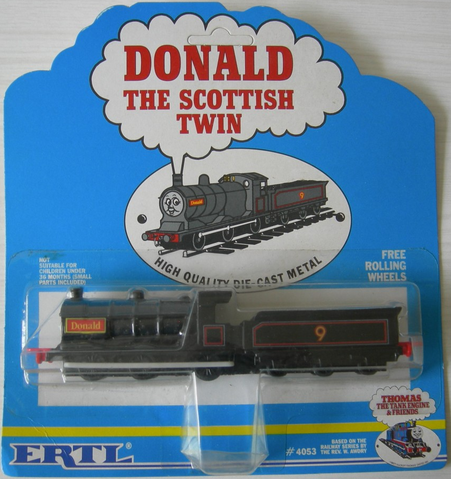 DONALD
THE SCOTTISH
TWIN
Donald
9
HIGH QUALITY DIE-CAST METAL
NOT
SUITABLE FOR
CHILDREN UNDER
36 MONTHS (SMALL
PARTS INCLUDED)
FREE
ROLLING
WHEELS
Donald
9
THOMAS
THE TANK ENGINE
& FRIENDS
ERTL
#4053
BASED ON THE
RAILWAY SERIES BY
THE REV. W. AWDRY